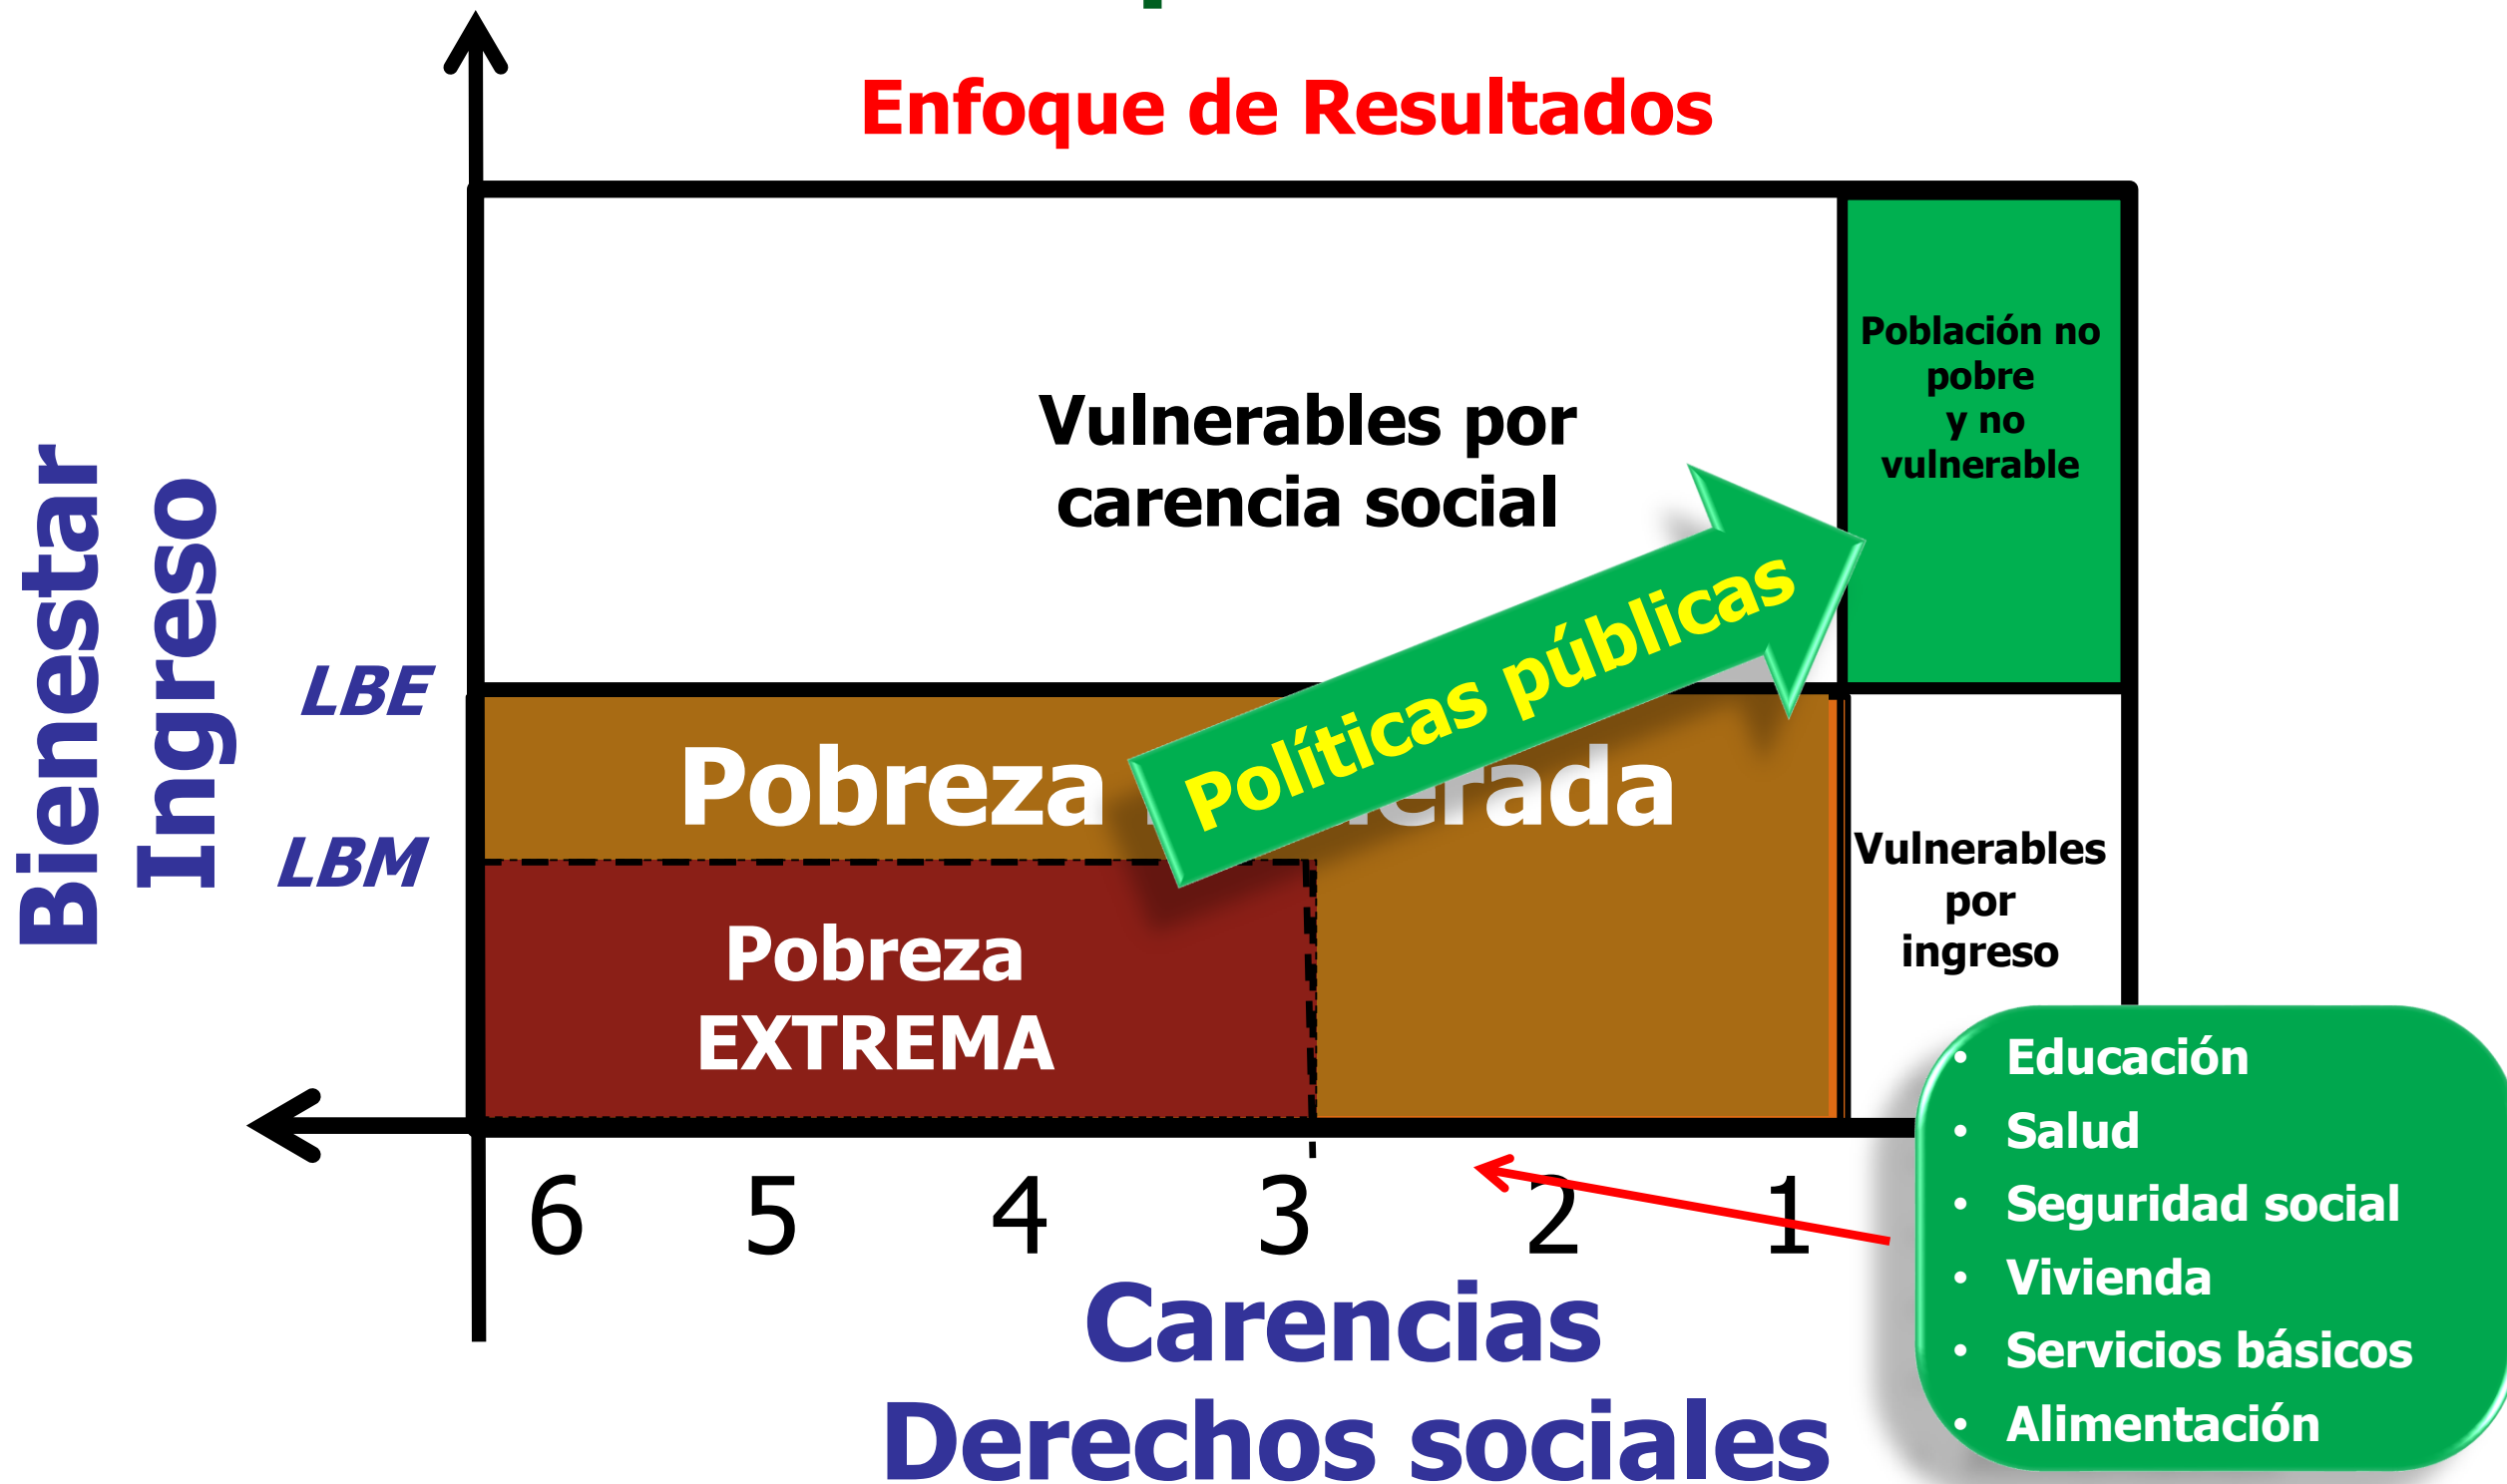 Enfoque de Resultados
Bienestar
Ingreso
Vulnerables por
carencia social
Población no
pobre
y no
vulnerable
Políticas públicas
LBE
Pobreza
LBM
Vulnerables
por
ingreso
Pobreza
EXTREMA
6 5 4 3 2 1
Carencias
Derechos sociales
• Educación
• Salud
• Seguridad social
• Vivienda
• Servicios básicos
• Alimentación